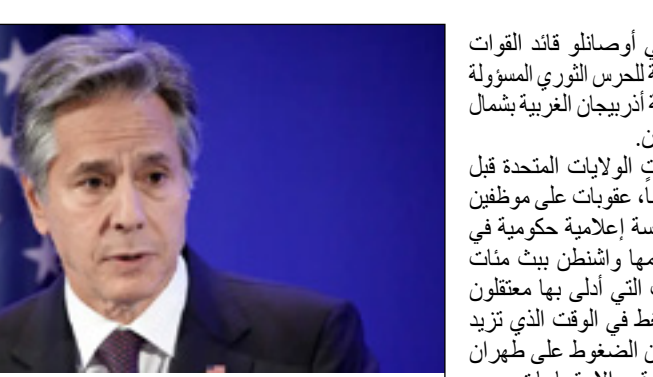 ي أوصانلو قائد القوات
ة للحرس الثوري المسؤولة
ة أذربيجان الغربية بشمال
ن.
ت الولايات المتحدة قبل
اً، عقوبات على موظفين
سة إعلامية حكومية في
مها واشنطن ببث مئات
ت التي أدلى بها معتقلون
غط في الوقت الذي تزيد
ن الضغوط على طهران